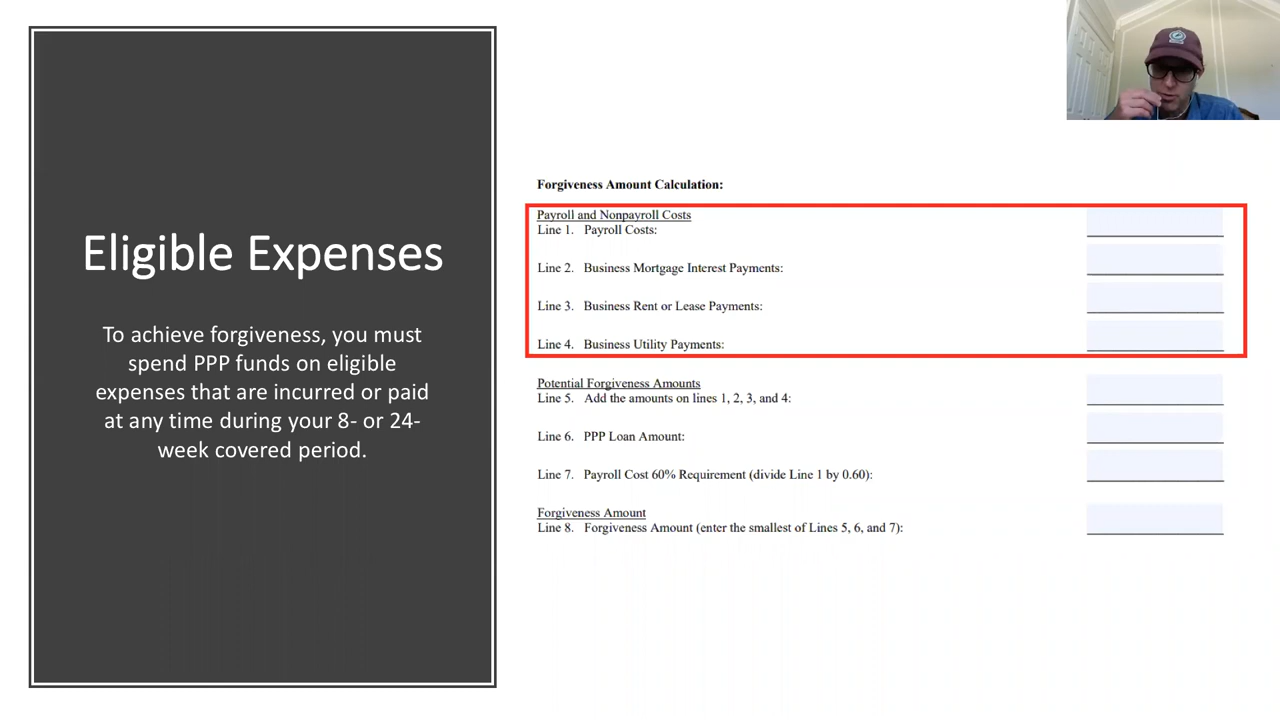 Eligible Expenses
To achieve forgiveness, you must
spend PPP funds on eligible
expenses that are incurred or paid
at any time during your 8- or 24-
week covered period.
Forgiveness Amount Calculation:
Payroll and Nonpayroll Costs
Line 1. Payroll Costs:
Line 2. Business Mortgage Interest Payments:
Line 3. Business Rent or Lease Payments:
Line 4. Business Utility Payments:
Potential Forgiveness Amounts
Line 5. Add the amounts on lines 1, 2, 3, and 4:
Line 6. PPP Loan Amount:
Line 7. Payroll Cost 60% Requirement (divide Line 1 by 0.60):
Forgiveness Amount
Line 8. Forgiveness Amount (enter the smallest of Lines 5, 6, and 7):